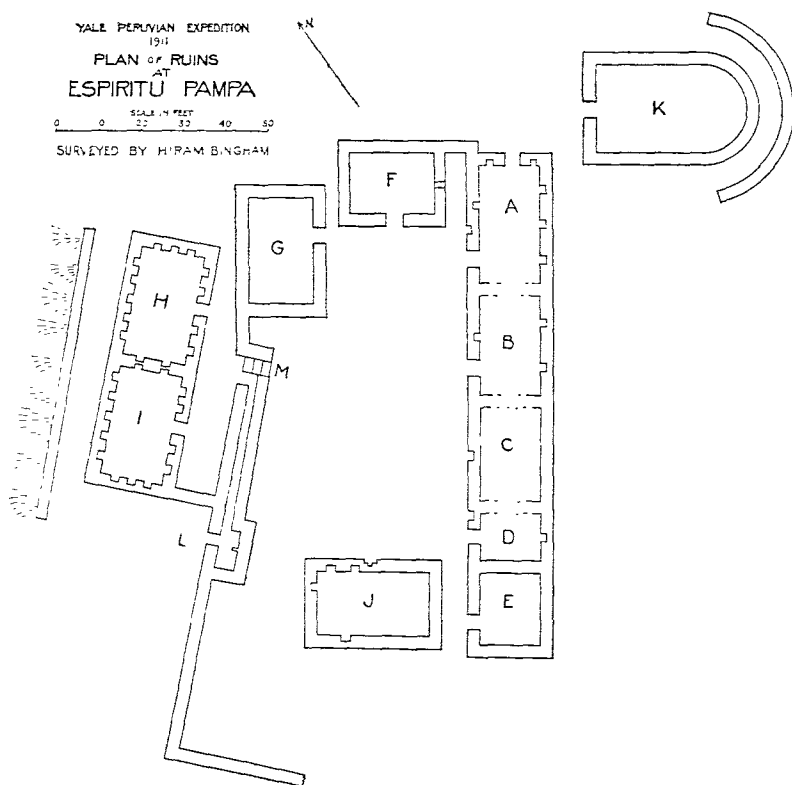 YALE PERUVIAN EXPEDITION
1911
PLAN OF RUINS
AT
ESPIRITU PAMPA
SCALE IN FEET
0 0 20 30 40 50
SURVEYED BY HIRAM BINGHAM
N
K
F
A
G
H
B
M
I
C
L
D
J
E